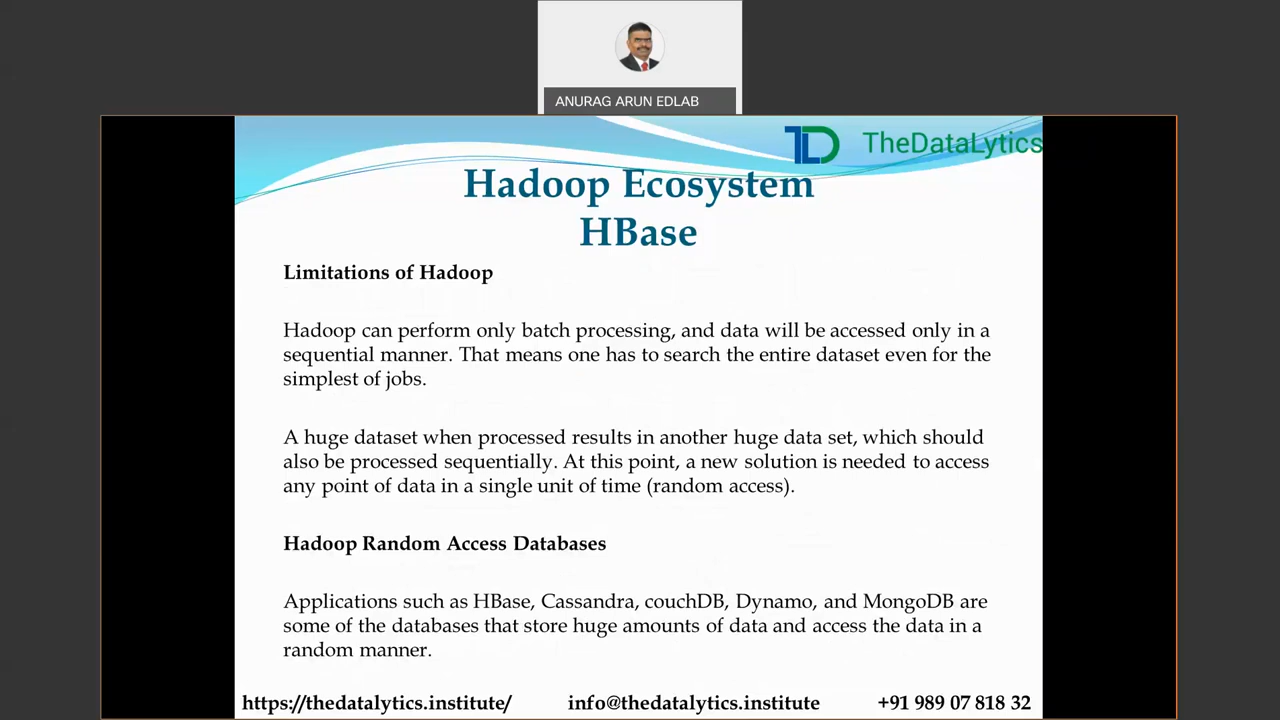 ANURAG ARUN EDLAB
TheDataLytics
Hadoop Ecosystem
HBase
Limitations of Hadoop
Hadoop can perform only batch processing, and data will be accessed only in a
sequential manner. That means one has to search the entire dataset even for the
simplest of jobs.
A huge dataset when processed results in another huge data set, which should
also be processed sequentially. At this point, a new solution is needed to access
any point of data in a single unit of time (random access).
Hadoop Random Access Databases
Applications such as HBase, Cassandra, couchDB, Dynamo, and MongoDB are
some of the databases that store huge amounts of data and access the data in a
random manner.
https://thedatalytics.institute/ info@thedatalytics.institute +91 989 07 818 32